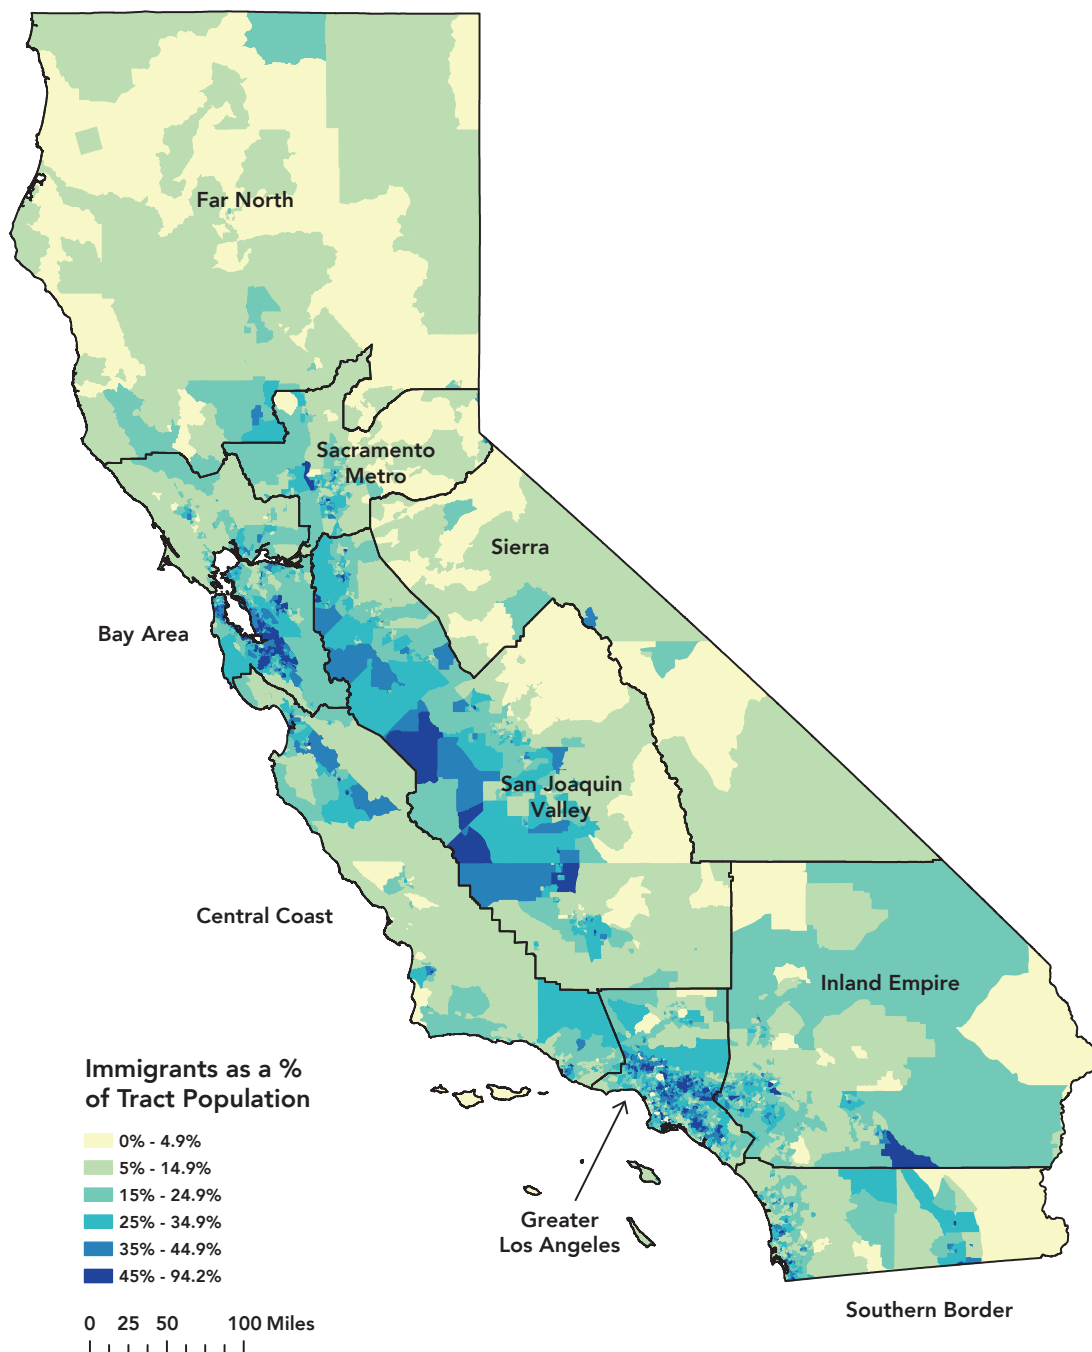 Far North
Sacramento
Metro
Sierra
Bay Area
San Joaquin
Valley
Central Coast
Inland Empire
Immigrants as a %
of Tract Population
0% - 4.9%
5% - 14.9%
15% - 24.9%
25% - 34.9%
35% - 44.9%
45% - 94.2%
Greater
Los Angeles
Southern Border
0 25 50 100 Miles